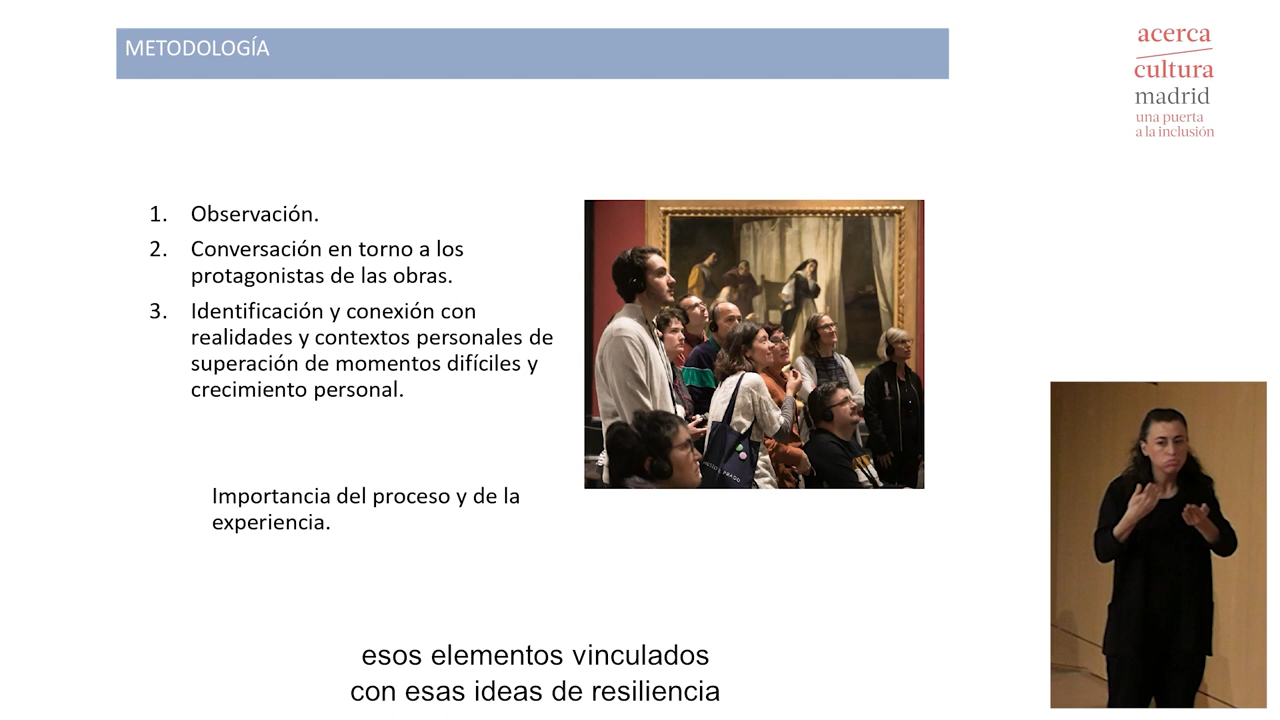 METODOLOGÍA
acerca
cultura
madrid
una puerta
a la inclusión
1. Observación.
2. Conversación en torno a los
protagonistas de las obras.
3. Identificación y conexión con
realidades y contextos personales de
superación de momentos difíciles y
crecimiento personal.
Importancia del proceso y de la
experiencia.
esos elementos vinculados
con esas ideas de resiliencia